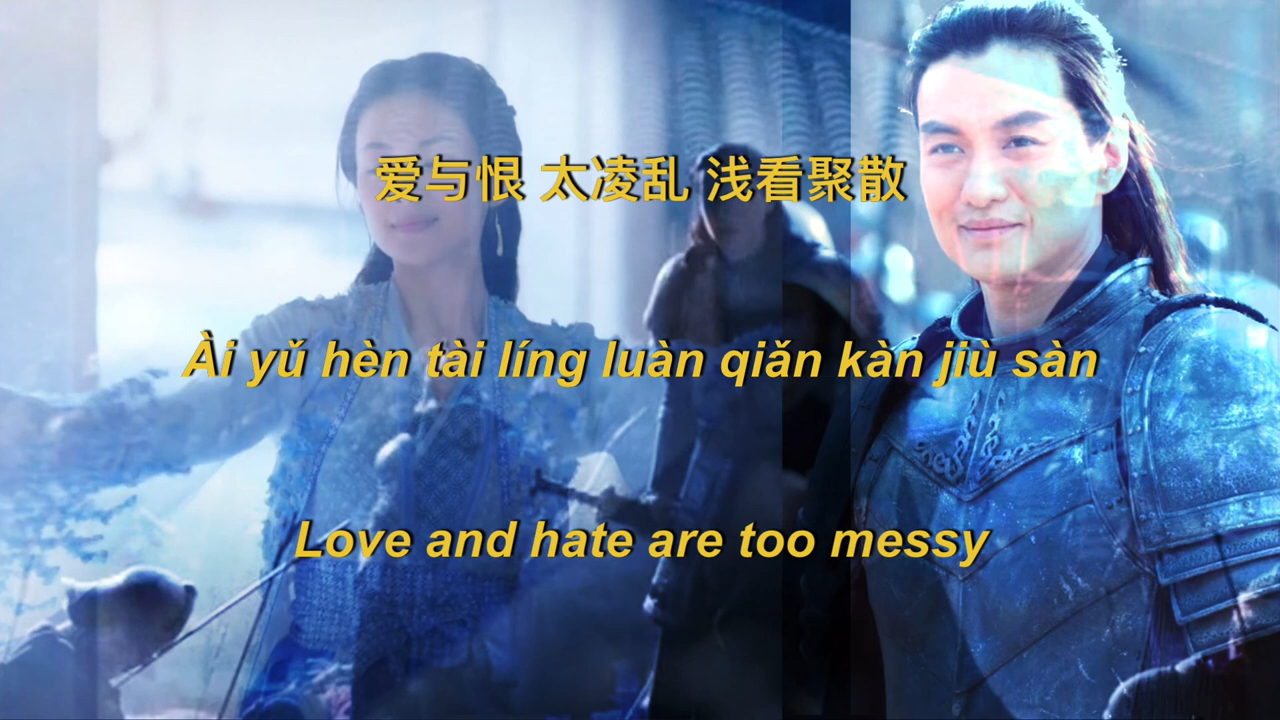 爱与恨 太凌乱 浅看聚散
Ài yǔ hèn tài líng luàn qiǎn kàn jiù sàn
Love and hate are too messy